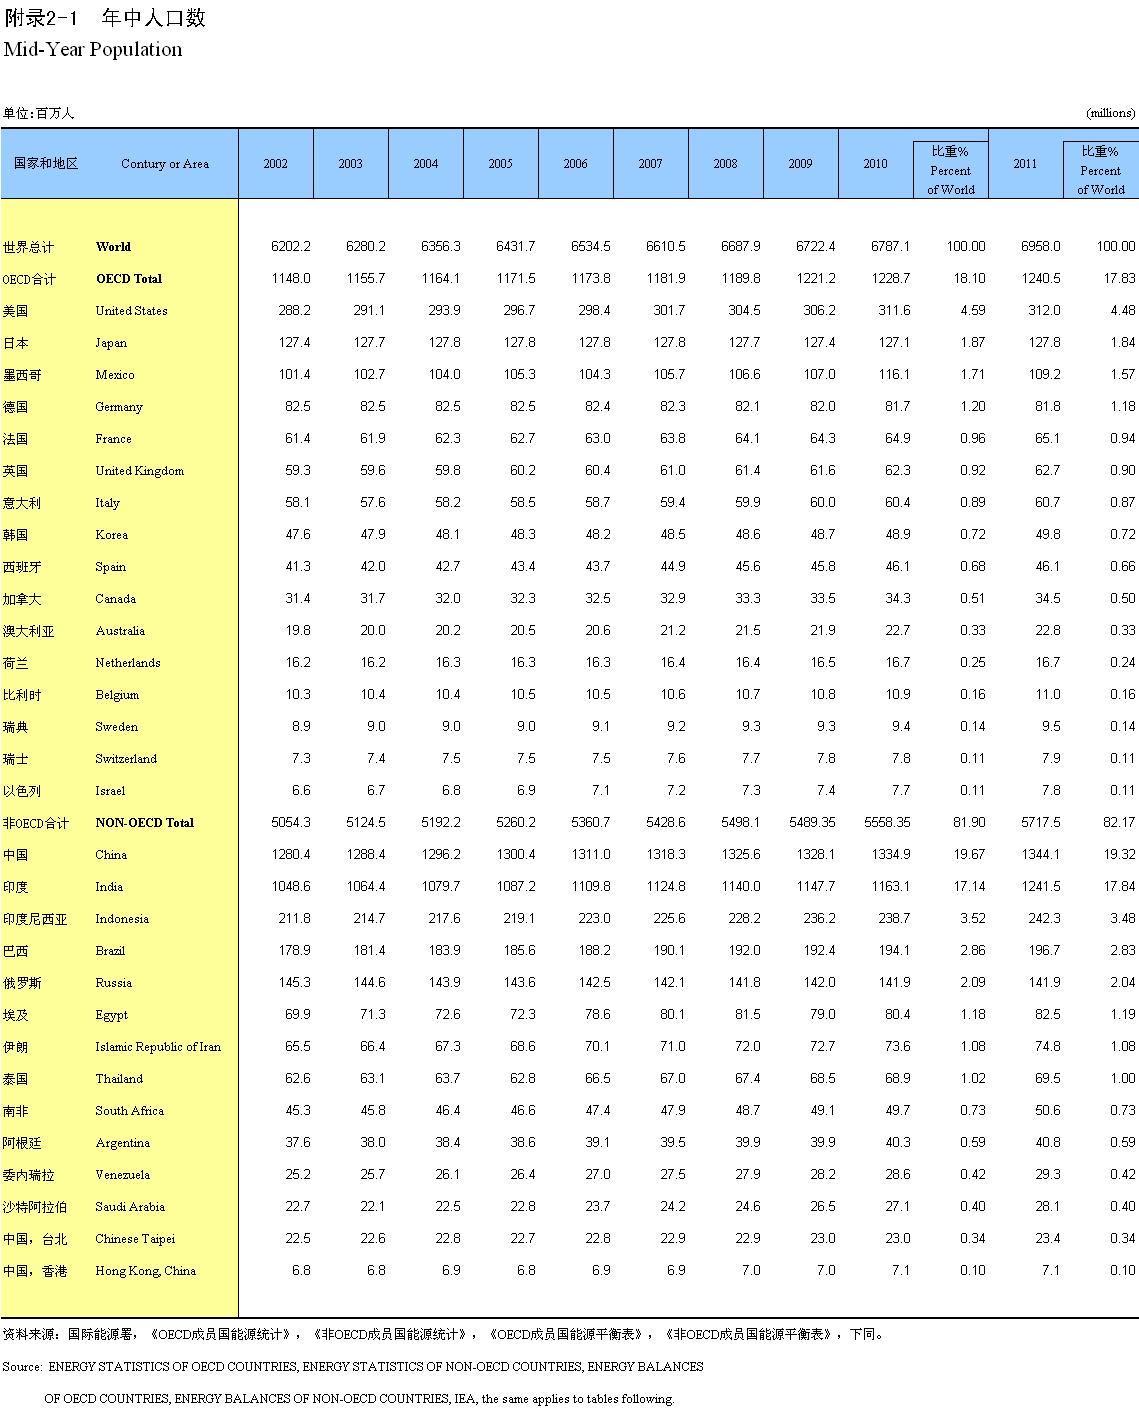 附录2-1　年中人口数
Mid-Year Population
单位:百万人 (millions)
国家和地区 Contury or Area 2002 2003 2004 2005 2006 2007 2008 2009 2010 比重% Percent of World 2011 比重% Percent of World
世界总计 World 6202.2 6280.2 6356.3 6431.7 6534.5 6610.5 6687.9 6722.4 6787.1 100.00 6958.0 100.00
OECD合计 OECD Total 1148.0 1155.7 1164.1 1171.5 1173.8 1181.9 1189.8 1221.2 1228.7 18.10 1240.5 17.83
美国 United States 288.2 291.1 293.9 296.7 298.4 301.7 304.5 306.2 311.6 4.59 312.0 4.48
日本 Japan 127.4 127.7 127.8 127.8 127.8 127.8 127.7 127.4 127.1 1.87 127.8 1.84
墨西哥 Mexico 101.4 102.7 104.0 105.3 104.3 105.7 106.6 107.0 116.1 1.71 109.2 1.57
德国 Germany 82.5 82.5 82.5 82.5 82.4 82.3 82.1 82.0 81.7 1.20 81.8 1.18
法国 France 61.4 61.9 62.3 62.7 63.0 63.8 64.1 64.3 64.9 0.96 65.1 0.94
英国 United Kingdom 59.3 59.6 59.8 60.2 60.4 61.0 61.4 61.6 62.3 0.92 62.7 0.90
意大利 Italy 58.1 57.6 58.2 58.5 58.7 59.4 59.9 60.0 60.4 0.89 60.7 0.87
韩国 Korea 47.6 47.9 48.1 48.3 48.2 48.5 48.6 48.7 48.9 0.72 49.8 0.72
西班牙 Spain 41.3 42.0 42.7 43.4 43.7 44.9 45.6 45.8 46.1 0.68 46.1 0.66
加拿大 Canada 31.4 31.7 32.0 32.3 32.5 32.9 33.3 33.5 34.3 0.51 34.5 0.50
澳大利亚 Australia 19.8 20.0 20.2 20.5 20.6 21.2 21.5 21.9 22.7 0.33 22.8 0.33
荷兰 Netherlands 16.2 16.2 16.3 16.3 16.3 16.4 16.4 16.5 16.7 0.25 16.7 0.24
比利时 Belgium 10.3 10.4 10.4 10.5 10.5 10.6 10.7 10.8 10.9 0.16 11.0 0.16
瑞典 Sweden 8.9 9.0 9.0 9.0 9.1 9.2 9.3 9.3 9.4 0.14 9.5 0.14
瑞士 Switzerland 7.3 7.4 7.5 7.5 7.5 7.6 7.7 7.8 7.8 0.11 7.9 0.11
以色列 Israel 6.6 6.7 6.8 6.9 7.1 7.2 7.3 7.4 7.7 0.11 7.8 0.11
非OECD合计 NON-OECD Total 5054.3 5124.5 5192.2 5260.2 5360.7 5428.6 5498.1 5489.35 5558.35 81.90 5717.5 82.17
中国 China 1280.4 1288.4 1296.2 1300.4 1311.0 1318.3 1325.6 1328.1 1334.9 19.67 1344.1 19.32
印度 India 1048.6 1064.4 1079.7 1087.2 1109.8 1124.8 1140.0 1147.7 1163.1 17.14 1241.5 17.84
印度尼西亚 Indonesia 211.8 214.7 217.6 219.1 223.0 225.6 228.2 236.2 238.7 3.52 242.3 3.48
巴西 Brazil 178.9 181.4 183.9 185.6 188.2 190.1 192.0 192.4 194.1 2.86 196.7 2.83
俄罗斯 Russia 145.3 144.6 143.9 143.6 142.5 142.1 141.8 142.0 141.9 2.09 141.9 2.04
埃及 Egypt 69.9 71.3 72.6 72.3 78.6 80.1 81.5 79.0 80.4 1.18 82.5 1.19
伊朗 Islamic Republic of Iran 65.5 66.4 67.3 68.6 70.1 71.0 72.0 72.7 73.6 1.08 74.8 1.08
泰国 Thailand 62.6 63.1 63.7 62.8 66.5 67.0 67.4 68.5 68.9 1.02 69.5 1.00
南非 South Africa 45.3 45.8 46.4 46.6 47.4 47.9 48.7 49.1 49.7 0.73 50.6 0.73
阿根廷 Argentina 37.6 38.0 38.4 38.6 39.1 39.5 39.9 39.9 40.3 0.59 40.8 0.59
委内瑞拉 Venezuela 25.2 25.7 26.1 26.4 27.0 27.5 27.9 28.2 28.6 0.42 29.3 0.42
沙特阿拉伯 Saudi Arabia 22.7 22.1 22.5 22.8 23.7 24.2 24.6 26.5 27.1 0.40 28.1 0.40
中国，台北 Chinese Taipei 22.5 22.6 22.8 22.7 22.8 22.9 22.9 23.0 23.0 0.34 23.4 0.34
中国，香港 Hong Kong, China 6.8 6.8 6.9 6.8 6.9 6.9 7.0 7.0 7.1 0.10 7.1 0.10
资料来源：国际能源署，《OECD成员国能源统计》，《非OECD成员国能源统计》，《OECD成员国能源平衡表》，《非OECD成员国能源平衡表》，下同。
Source: ENERGY STATISTICS OF OECD COUNTRIES, ENERGY STATISTICS OF NON-OECD COUNTRIES, ENERGY BALANCES
OF OECD COUNTRIES, ENERGY BALANCES OF NON-OECD COUNTRIES, IEA, the same applies to tables following.